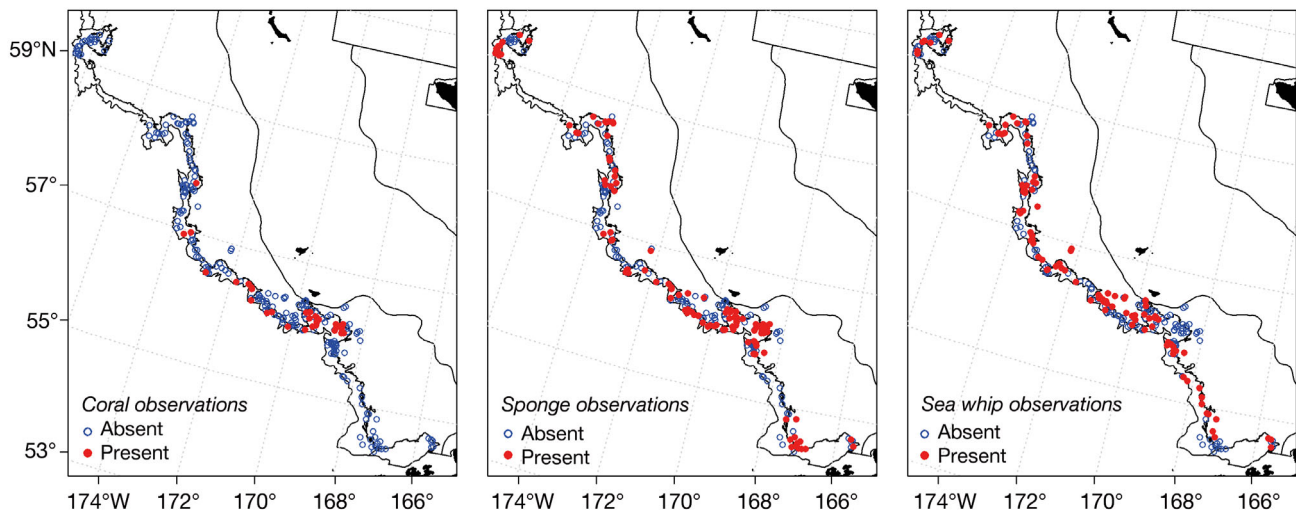 59°N
57°
55°
53°
Coral observations
Absent
Present
174°W 172° 170° 168° 166°
Sponge observations
Absent
Present
174°W 172° 170° 168° 166°
Sea whip observations
Absent
Present
174°W 172° 170° 168° 166°